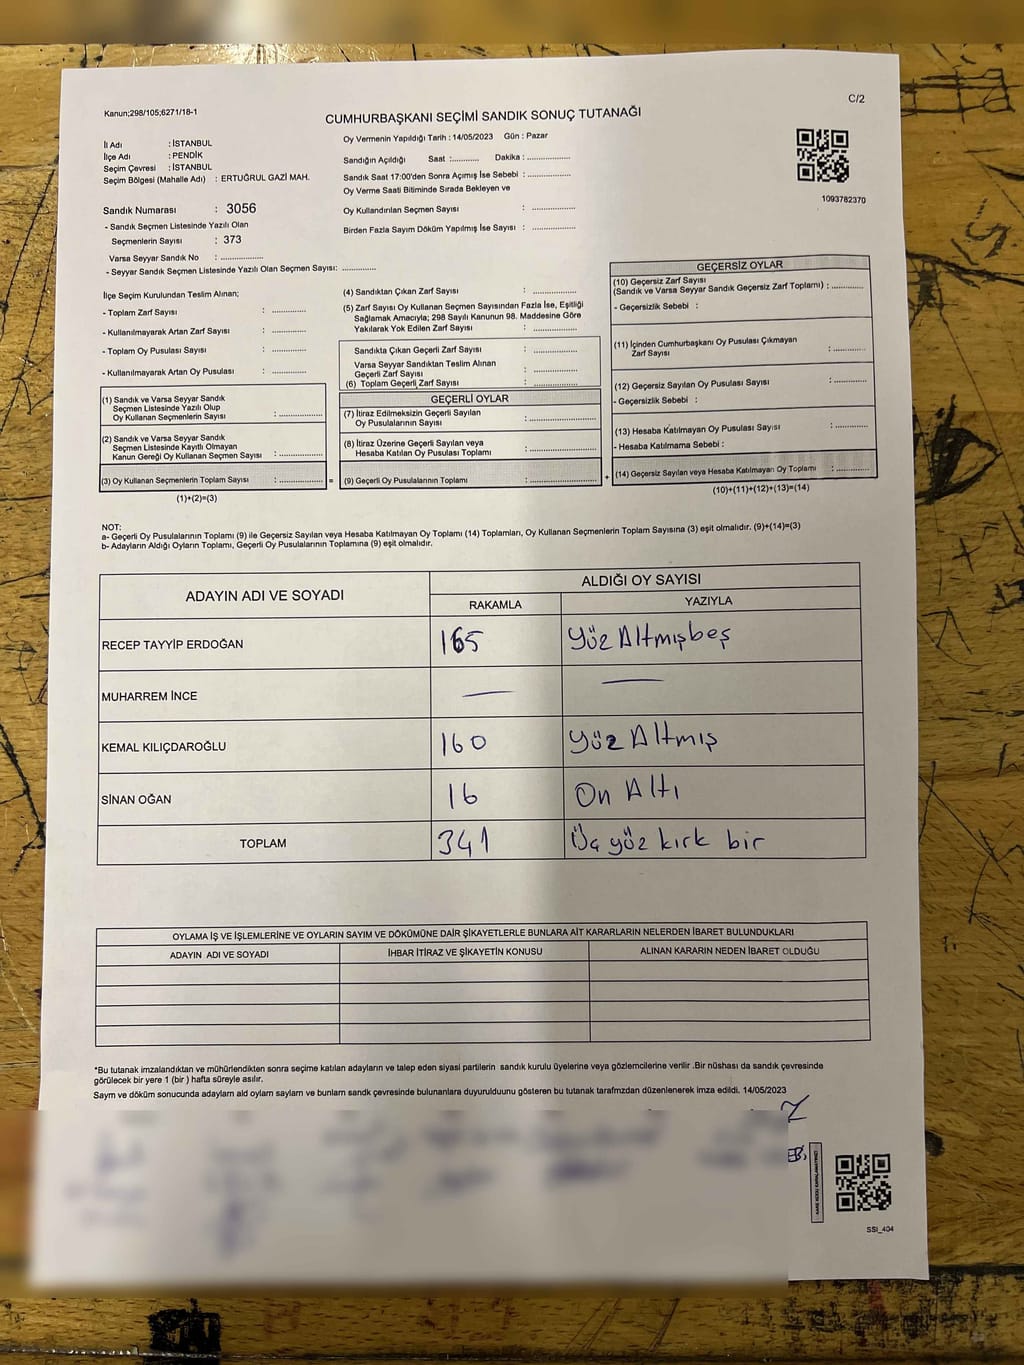 Kanun;298/105;6271/18-1
C/2
CUMHURBAŞKANI SEÇİMİ SANDIK SONUÇ TUTANAĞI
İl Adı : İSTANBUL
İlçe Adı : PENDİK
Seçim Çevresi : İSTANBUL
Seçim Bölgesi (Mahalle Adı) : ERTUĞRUL GAZİ MAH.
Sandık Numarası : 3056
- Sandık Seçmen Listesinde Yazılı Olan
Seçmenlerin Sayısı : 373
Varsa Seyyar Sandık No : ..............
- Seyyar Sandık Seçmen Listesinde Yazılı Olan Seçmen Sayısı: ............
Oy Vermenin Yapıldığı Tarih : 14/05/2023 Gün : Pazar
Sandığın Açıldığı Saat :.......... Dakika : ................
Sandık Saat 17:00'den Sonra Açımış İse Sebebi : ................
Oy Verme Saati Bitiminde Sırada Bekleyen ve
Oy Kullandırılan Seçmen Sayısı : ................
Birden Fazla Sayım Döküm Yapılmış İse Sayısı : ................
1093782370
İlçe Seçim Kurulundan Teslim Alınan;
- Toplam Zarf Sayısı : ............
- Kullanılmayarak Artan Zarf Sayısı : ............
- Toplam Oy Pusulası Sayısı : ............
- Kullanılmayarak Artan Oy Pusulası : ............
(1) Sandık ve Varsa Seyyar Sandık
Seçmen Listesinde Yazılı Olup
Oy Kullanan Seçmenlerin Sayısı : ................
(2) Sandık ve Varsa Seyyar Sandık
Seçmen Listesinde Kayıtlı Olmayan
Kanun Gereği Oy Kullanan Seçmen Sayısı : ................
(3) Oy Kullanan Seçmenlerin Toplam Sayısı : ................ =
(1)+(2)=(3)
(4) Sandıktan Çıkan Zarf Sayısı : ................
(5) Zarf Sayısı Oy Kullanan Seçmen Sayısından Fazla İse, Eşitliği
Sağlamak Amacıyla; 298 Sayılı Kanunun 98. Maddesine Göre
Yakılarak Yok Edilen Zarf Sayısı : ................
Sandıkta Çıkan Geçerli Zarf Sayısı : ................
Varsa Seyyar Sandıktan Teslim Alınan
Geçerli Zarf Sayısı : ................
(6) Toplam Geçerli Zarf Sayısı : ................
GEÇERLİ OYLAR
(7) İtiraz Edilmeksizin Geçerli Sayılan
Oy Pusulalarının Sayısı : ................
(8) İtiraz Üzerine Geçerli Sayılan veya
Hesaba Katılan Oy Pusulası Toplamı : ................
(9) Geçerli Oy Pusulalarının Toplamı : ................ +
GEÇERSİZ OYLAR
(10) Geçersiz Zarf Sayısı
(Sandık ve Varsa Seyyar Sandık Geçersiz Zarf Toplamı) : ............
- Geçersizlik Sebebi :
(11) İçinden Cumhurbaşkanı Oy Pusulası Çıkmayan
Zarf Sayısı : ............
(12) Geçersiz Sayılan Oy Pusulası Sayısı : ............
- Geçersizlik Sebebi :
(13) Hesaba Katılmayan Oy Pusulası Sayısı : ............
- Hesaba Katılmama Sebebi :
(14) Geçersiz Sayılan veya Hesaba Katılmayan Oy Toplamı : ............
(10)+(11)+(12)+(13)=(14)
NOT:
a- Geçerli Oy Pusulalarının Toplamı (9) ile Geçersiz Sayılan veya Hesaba Katılmayan Oy Toplamı (14) Toplamları, Oy Kullanan Seçmenlerin Toplam Sayısına (3) eşit olmalıdır. (9)+(14)=(3)
b- Adayların Aldığı Oyların Toplamı, Geçerli Oy Pusulalarının Toplamına (9) eşit olmalıdır.
ADAYIN ADI VE SOYADI
ALDIĞI OY SAYISI
RAKAMLA YAZIYLA
RECEP TAYYİP ERDOĞAN 165 Yüz Altmışbeş
MUHARREM İNCE — —
KEMAL KILIÇDAROĞLU 160 Yüz Altmış
SİNAN OĞAN 16 On Altı
TOPLAM 341 Üç yüz kırk bir
OYLAMA İŞ VE İŞLEMLERİNE VE OYLARIN SAYIM VE DÖKÜMÜNE DAİR ŞİKAYETLERLE BUNLARA AİT KARARLARIN NELERDEN İBARET BULUNDUKLARI
ADAYIN ADI VE SOYADI İHBAR İTİRAZ VE ŞİKAYETİN KONUSU ALINAN KARARIN NEDEN İBARET OLDUĞU
*Bu tutanak imzalandıktan ve mühürlendikten sonra seçime katılan adayların ve talep eden siyasi partilerin sandık kurulu üyelerine veya gözlemcilerine verilir .Bir nüshası da sandık çevresinde
görülecek bir yere 1 (bir ) hafta süreyle asılır.
Sayım ve döküm sonucunda adaylam ald oylam saylam ve bunlam sandk çevresinde bulunanlara duyurulduunu gösteren bu tutanak tarafmzdan düzenlenerek imza edildi. 14/05/2023
SSI_404